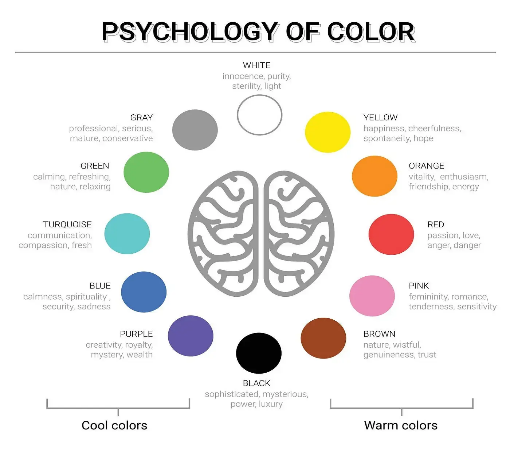 PSYCHOLOGY OF COLOR
WHITE
innocence, purity,
sterility, light
GRAY
professional, serious,
mature, conservative
YELLOW
happiness, cheerfulness,
spontaneity, hope
GREEN
calming, refreshing,
nature, relaxing
ORANGE
vitality, enthusiasm,
friendship, energy
TURQUOISE
communication,
compassion, fresh
RED
passion, love,
anger, danger
BLUE
calmness, spirituality,
security, sadness
PINK
femininity, romance,
tenderness, sensitivity
PURPLE
creativity, royalty,
mystery, wealth
BROWN
nature, wistful,
genuineness, trust
BLACK
sophisticated, mysterious,
power, luxury
Cool colors
Warm colors